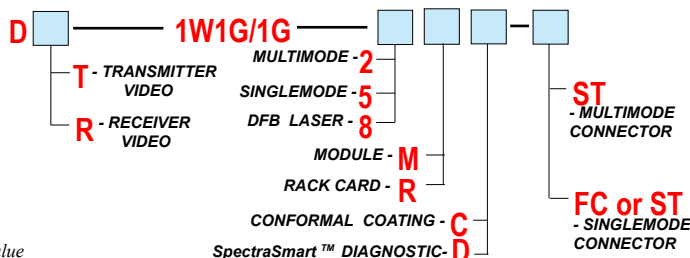 D 1W1G/1G -
T - TRANSMITTER
VIDEO
R - RECEIVER
VIDEO
MULTIMODE - 2
SINGLEMODE - 5
DFB LASER - 8
MODULE - M
RACK CARD - R
CONFORMAL COATING - C
SpectraSmart ™ DIAGNOSTIC- D
ST
- MULTIMODE
CONNECTOR
FC or ST
- SINGLEMODE
CONNECTOR